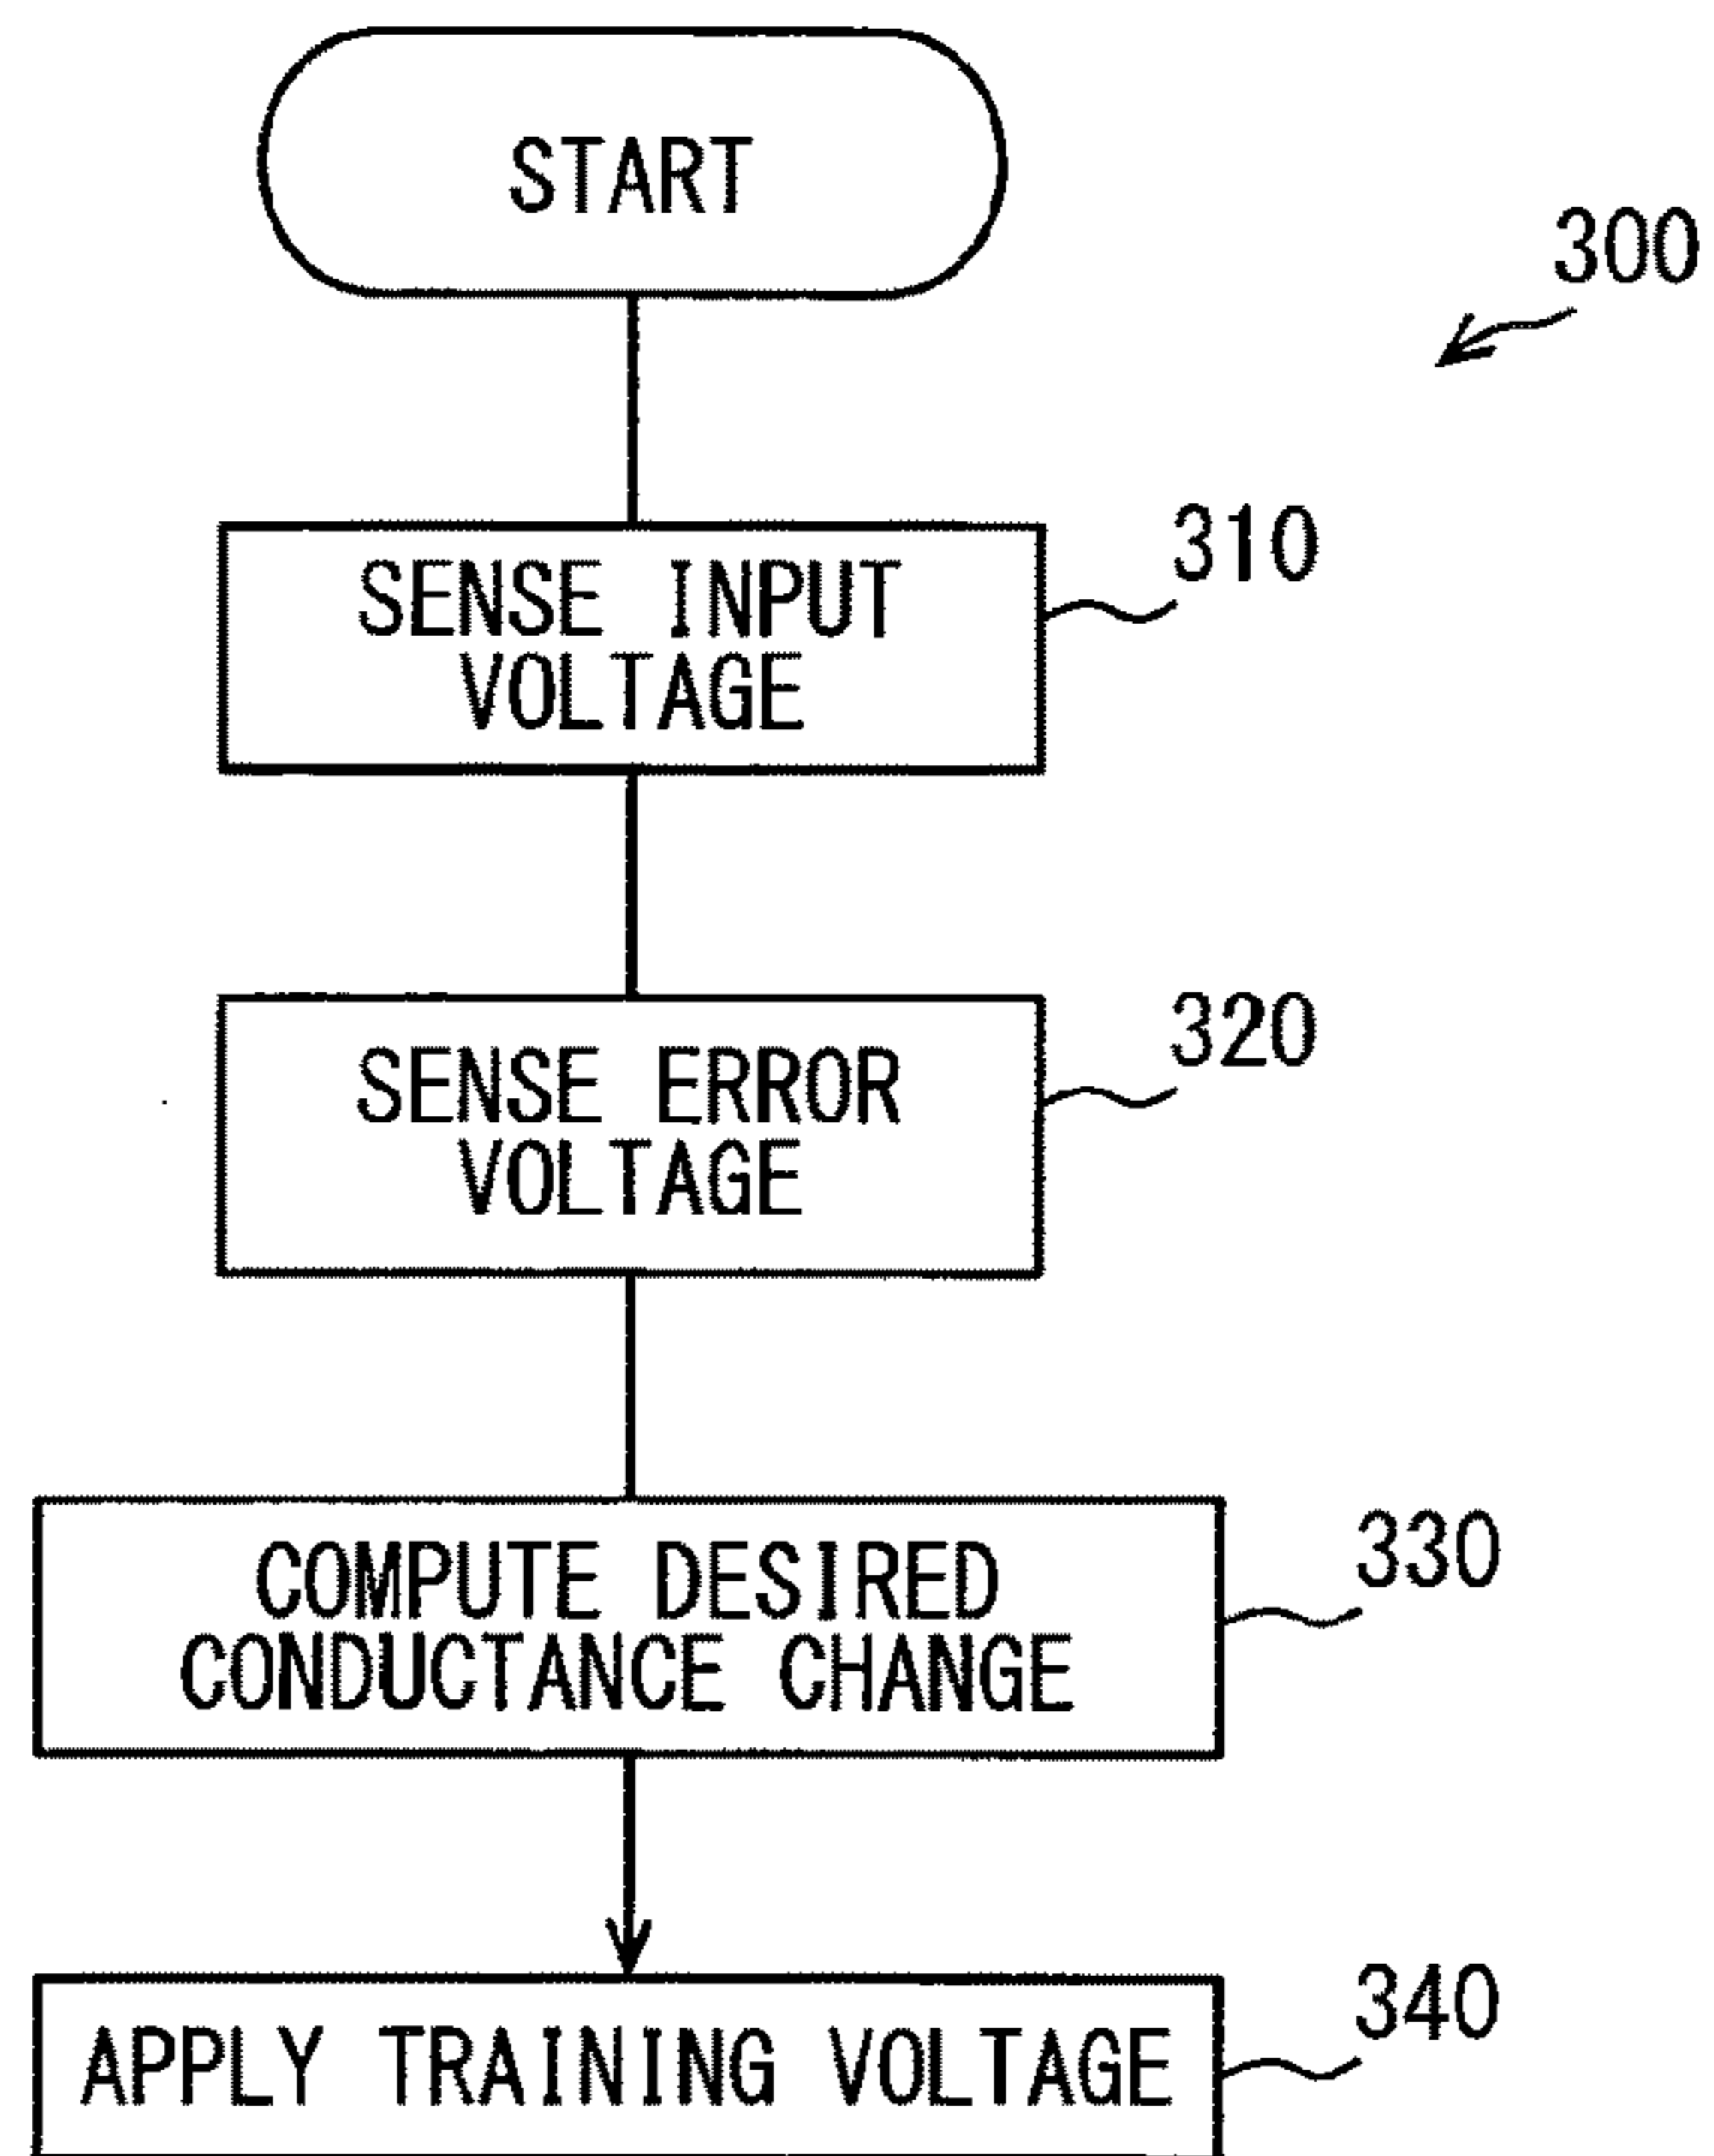 START
300
SENSE INPUT
VOLTAGE
310
SENSE ERROR
VOLTAGE
320
COMPUTE DESIRED
CONDUCTANCE CHANGE
330
APPLY TRAINING VOLTAGE
340